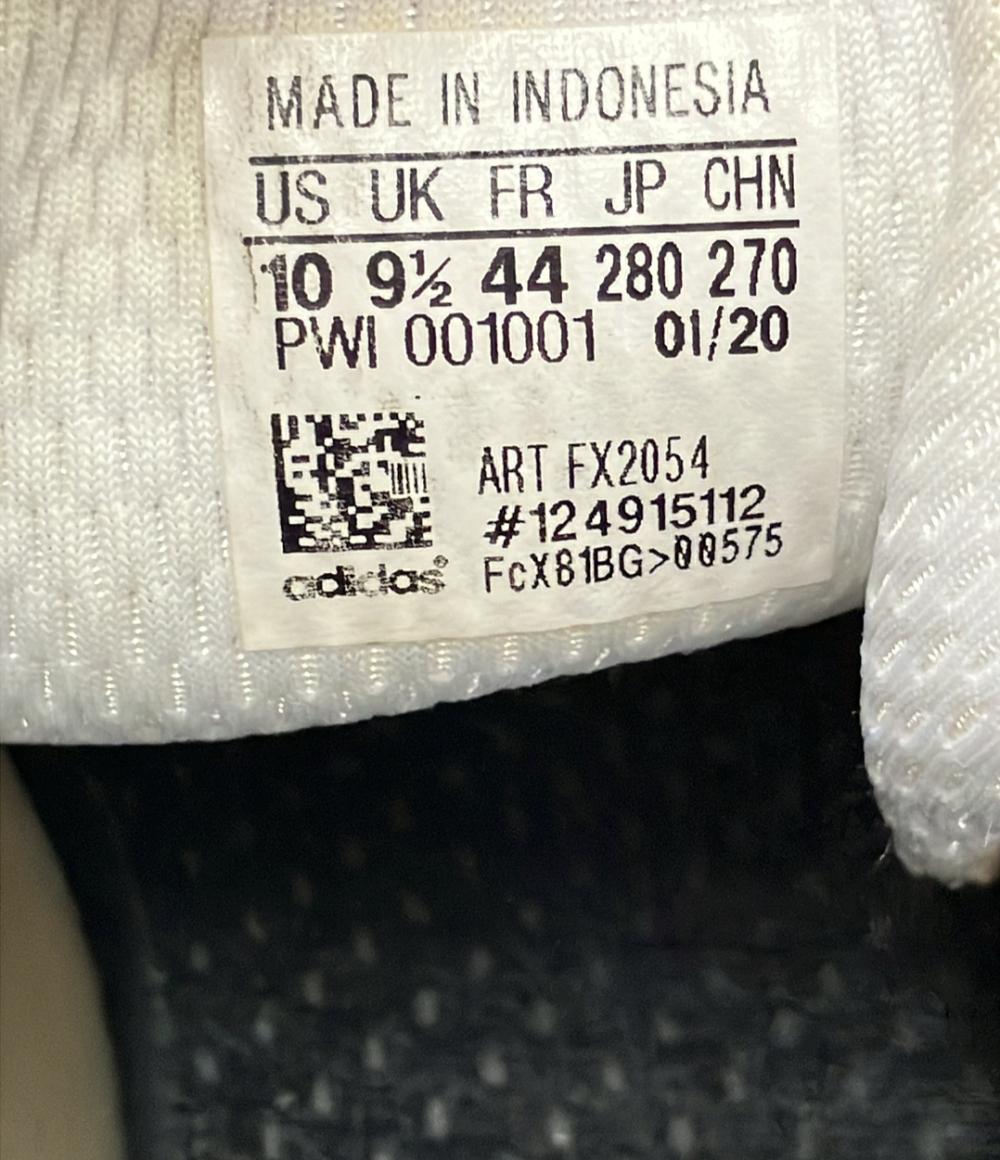 MADE IN INDONESIA
US UK FR JP CHN
10 9½ 44 280 270
PWI 001001 01/20
ART FX2054
#124915112
FcX81BG>00575
adidas®